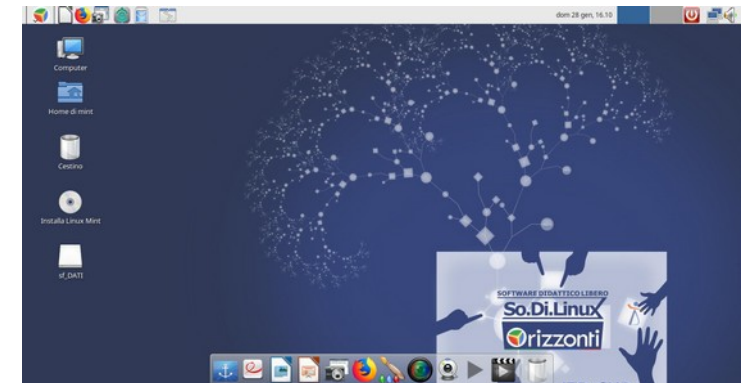 dom 28 gen, 16.10
Computer
Home di mint
Cestino
Installa Linux Mint
sf_DATI
SOFTWARE DIDATTICO LIBERO
So.Di.Linux
Orizzonti